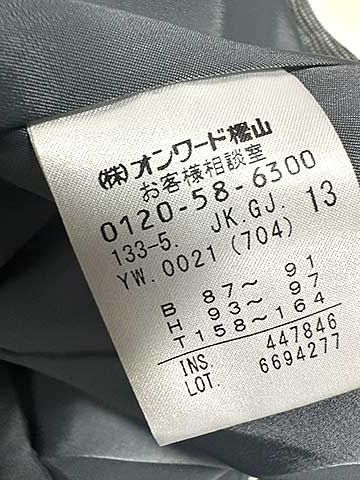 (株)オンワード樫山
お客様相談室
0120-58-6300
133-5. JK.GJ. 13
YW. 0021 (704)
B 87～ 91
H 93～ 97
T 158～164
INS. 447846
LOT. 6694277